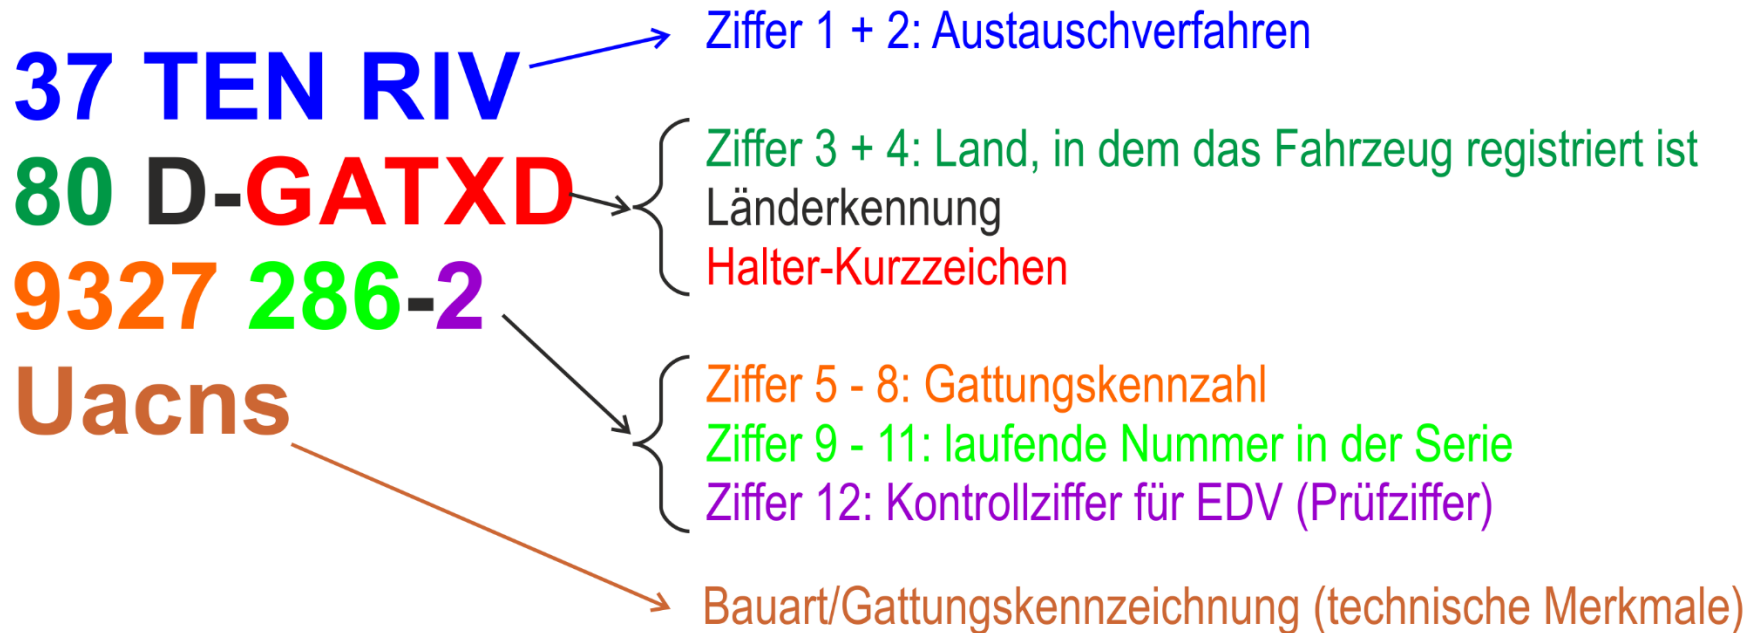 37 TEN RIV
80 D-GATXD
9327 286-2
Uacns
Ziffer 1 + 2: Austauschverfahren
Ziffer 3 + 4: Land, in dem das Fahrzeug registriert ist
Länderkennung
Halter-Kurzzeichen
Ziffer 5 - 8: Gattungskennzahl
Ziffer 9 - 11: laufende Nummer in der Serie
Ziffer 12: Kontrollziffer für EDV (Prüfziffer)
Bauart/Gattungskennzeichnung (technische Merkmale)